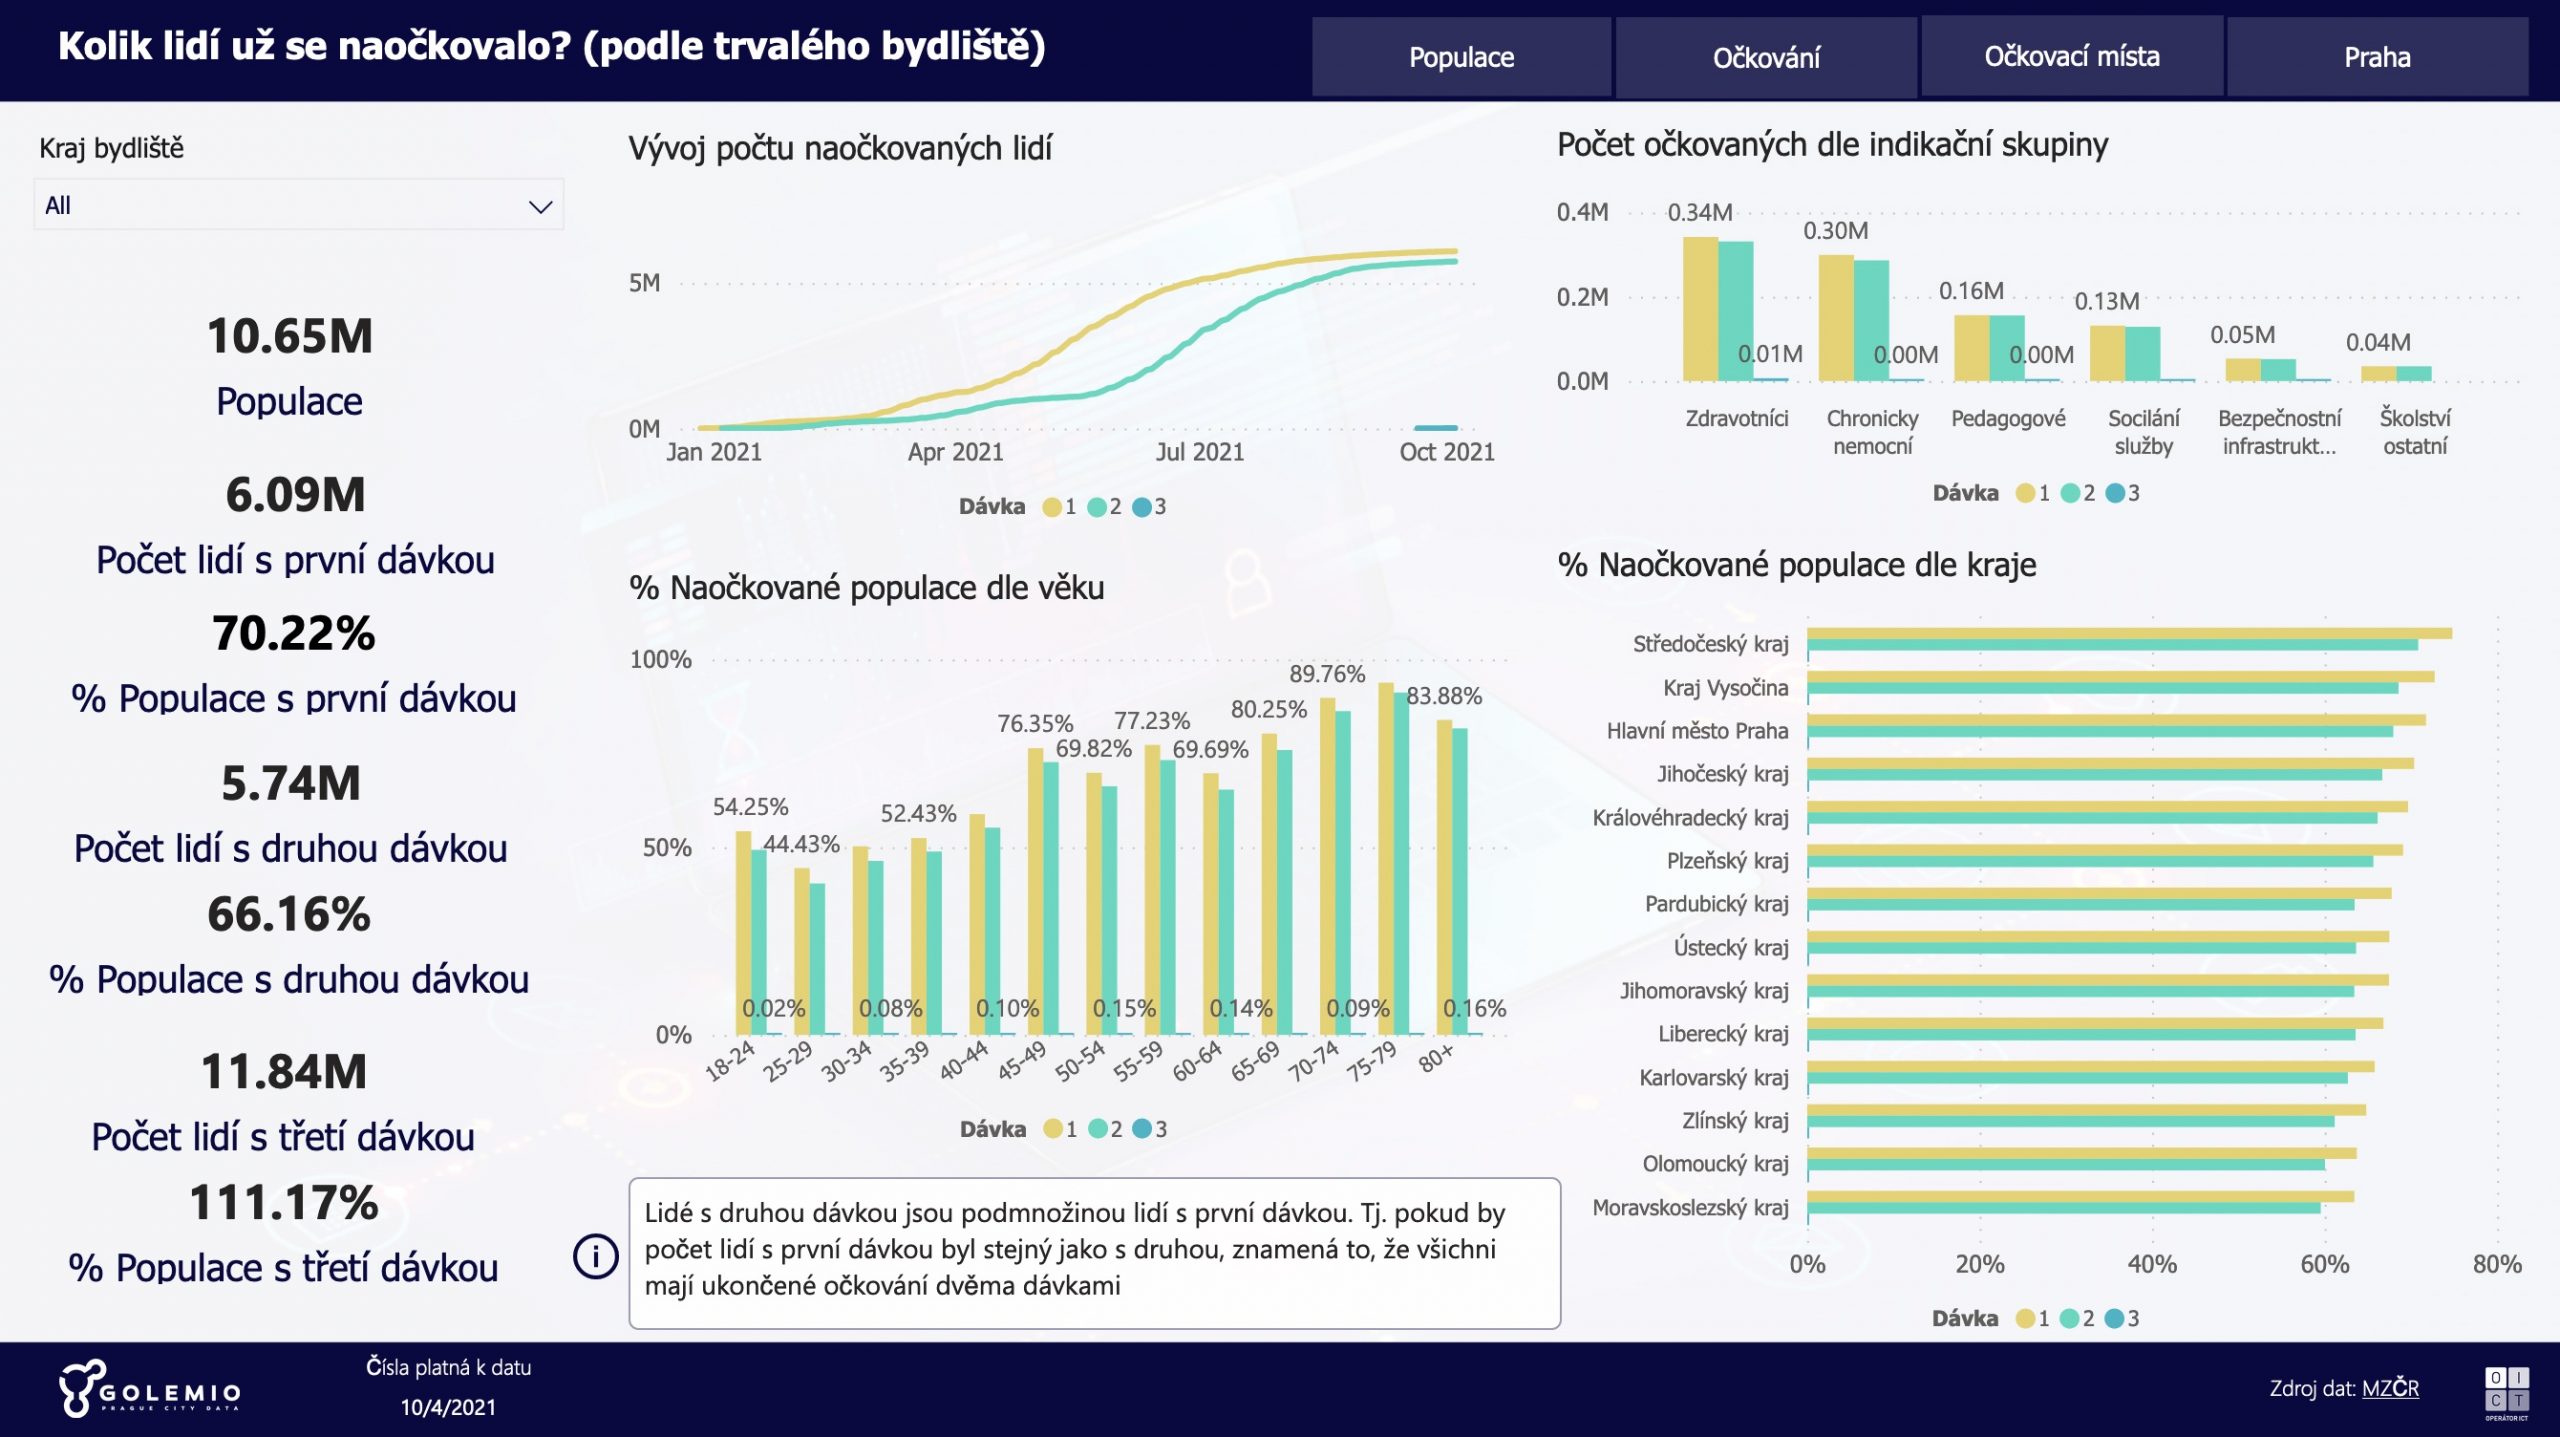 Kolik lidí už se naočkovalo? (podle trvalého bydliště)
Populace
Očkování
Očkovací místa
Praha
Kraj bydliště
All
10.65M
Populace
6.09M
Počet lidí s první dávkou
70.22%
% Populace s první dávkou
5.74M
Počet lidí s druhou dávkou
66.16%
% Populace s druhou dávkou
11.84M
Počet lidí s třetí dávkou
111.17%
% Populace s třetí dávkou
Vývoj počtu naočkovaných lidí
5M
0M
Jan 2021 Apr 2021 Jul 2021 Oct 2021
Dávka 1 2 3
% Naočkované populace dle věku
100%
50%
0%
54.25% 44.43% 52.43% 76.35% 69.82% 77.23% 69.69% 80.25% 89.76% 83.88%
0.02% 0.08% 0.10% 0.15% 0.14% 0.09% 0.16%
18-24 25-29 30-34 35-39 40-44 45-49 50-54 55-59 60-64 65-69 70-74 75-79 80+
Dávka 1 2 3
Lidé s druhou dávkou jsou podmnožinou lidí s první dávkou. Tj. pokud by
počet lidí s první dávkou byl stejný jako s druhou, znamená to, že všichni
mají ukončené očkování dvěma dávkami
Počet očkovaných dle indikační skupiny
0.4M
0.2M
0.0M
0.34M 0.30M 0.16M 0.13M 0.05M 0.04M
0.01M 0.00M 0.00M
Zdravotníci Chronicky Pedagogové Socilání Bezpečnostní Školství
nemocní služby infrastrukt... ostatní
Dávka 1 2 3
% Naočkované populace dle kraje
Středočeský kraj
Kraj Vysočina
Hlavní město Praha
Jihočeský kraj
Královéhradecký kraj
Plzeňský kraj
Pardubický kraj
Ústecký kraj
Jihomoravský kraj
Liberecký kraj
Karlovarský kraj
Zlínský kraj
Olomoucký kraj
Moravskoslezský kraj
0% 20% 40% 60% 80%
Dávka 1 2 3
GOLEMIO
PRAGUE CITY DATA
Čísla platná k datu
10/4/2021
Zdroj dat: MZČR
O I
C T
OPERÁTOR ICT